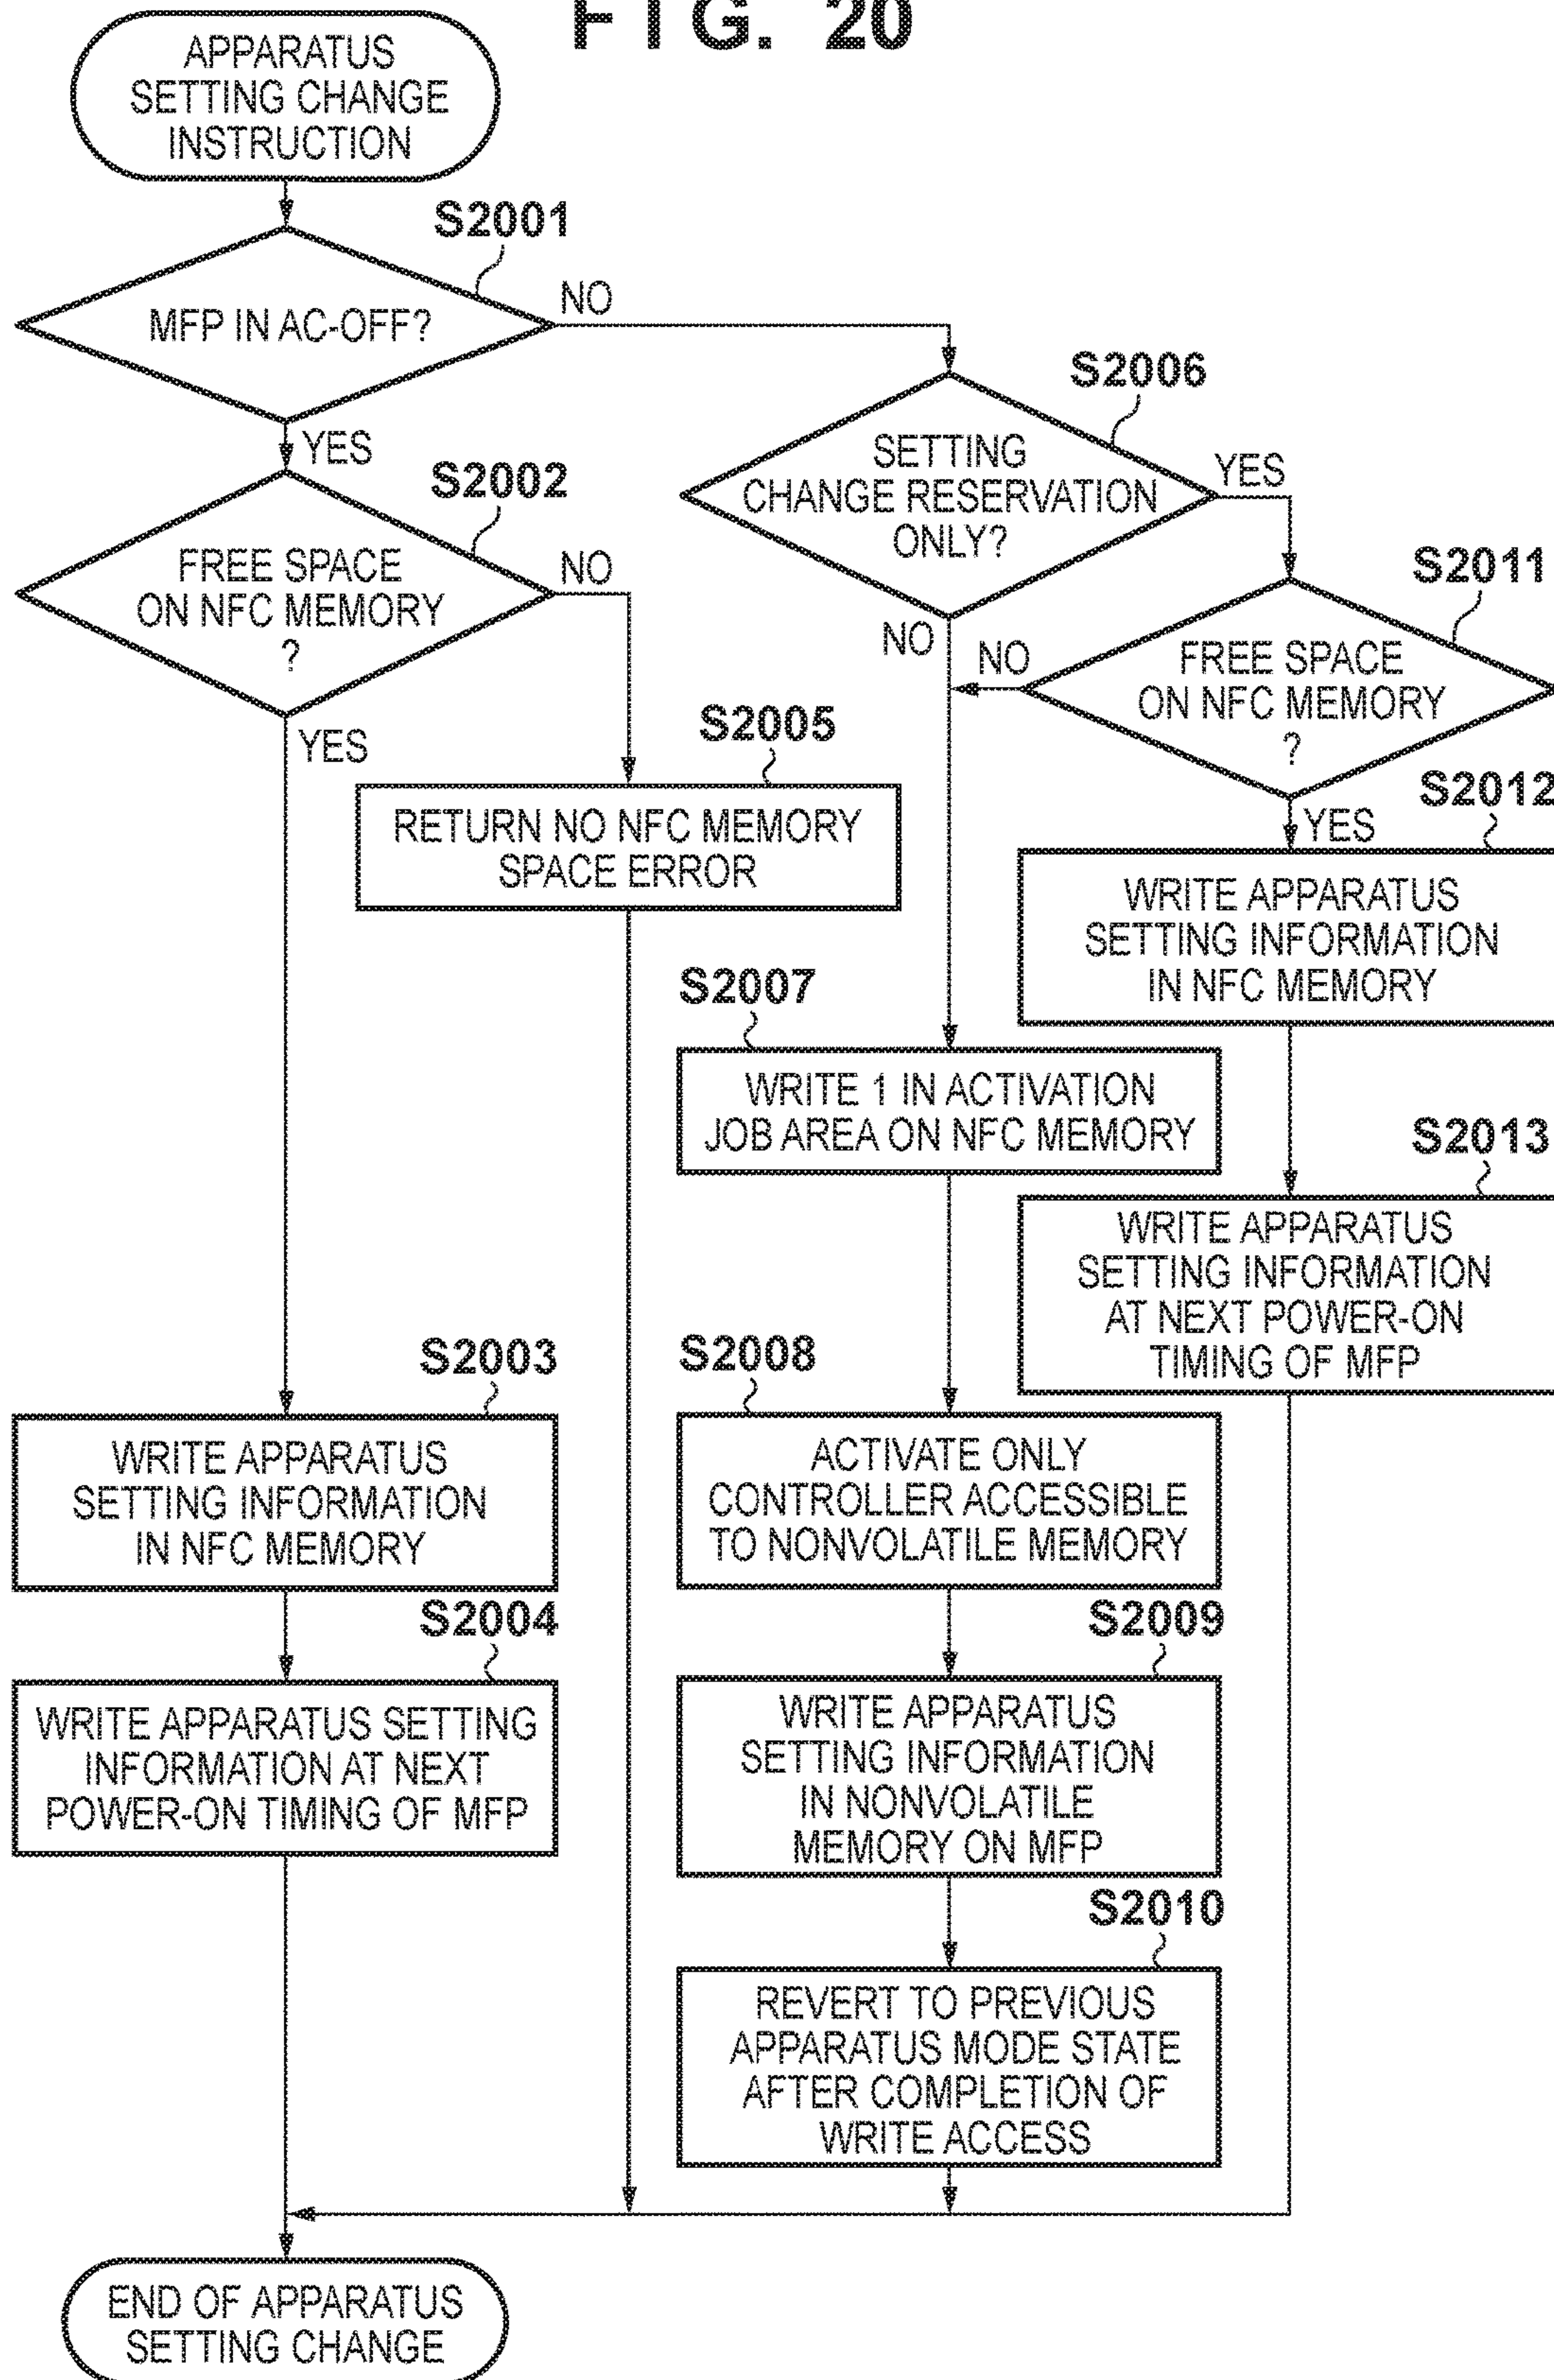 FIG. 20
APPARATUS
SETTING CHANGE
INSTRUCTION
S2001
MFP IN AC-OFF?
NO
YES
S2006
SETTING
CHANGE RESERVATION
ONLY?
YES
NO
S2002
FREE SPACE
ON NFC MEMORY
?
NO
YES
S2011
FREE SPACE
ON NFC MEMORY
?
NO
YES
S2005
RETURN NO NFC MEMORY
SPACE ERROR
S2012
WRITE APPARATUS
SETTING INFORMATION
IN NFC MEMORY
S2007
WRITE 1 IN ACTIVATION
JOB AREA ON NFC MEMORY
S2013
WRITE APPARATUS
SETTING INFORMATION
AT NEXT POWER-ON
TIMING OF MFP
S2003
WRITE APPARATUS
SETTING INFORMATION
IN NFC MEMORY
S2008
ACTIVATE ONLY
CONTROLLER ACCESSIBLE
TO NONVOLATILE MEMORY
S2004
WRITE APPARATUS SETTING
INFORMATION AT NEXT
POWER-ON TIMING OF MFP
S2009
WRITE APPARATUS
SETTING INFORMATION
IN NONVOLATILE
MEMORY ON MFP
S2010
REVERT TO PREVIOUS
APPARATUS MODE STATE
AFTER COMPLETION OF
WRITE ACCESS
END OF APPARATUS
SETTING CHANGE